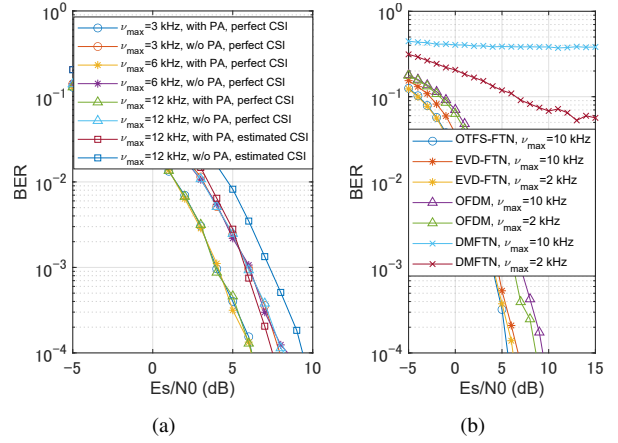 (a)
BER
10^-1
10^-2
10^-3
10^-4
-5
0
5
10
Es/N0 (dB)
ν_max=3 kHz, with PA, perfect CSI
ν_max=3 kHz, w/o PA, perfect CSI
ν_max=6 kHz, with PA, perfect CSI
ν_max=6 kHz, w/o PA, perfect CSI
ν_max=12 kHz, with PA, perfect CSI
ν_max=12 kHz, w/o PA, perfect CSI
ν_max=12 kHz, with PA, estimated CSI
ν_max=12 kHz, w/o PA, estimated CSI
(a)
(b)
BER
10^0
10^-1
10^-2
10^-3
10^-4
-5
0
5
10
15
Es/N0 (dB)
OTFS-FTN, ν_max=10 kHz
EVD-FTN, ν_max=10 kHz
EVD-FTN, ν_max=2 kHz
OFDM, ν_max=10 kHz
OFDM, ν_max=2 kHz
DMFTN, ν_max=10 kHz
DMFTN, ν_max=2 kHz
(b)